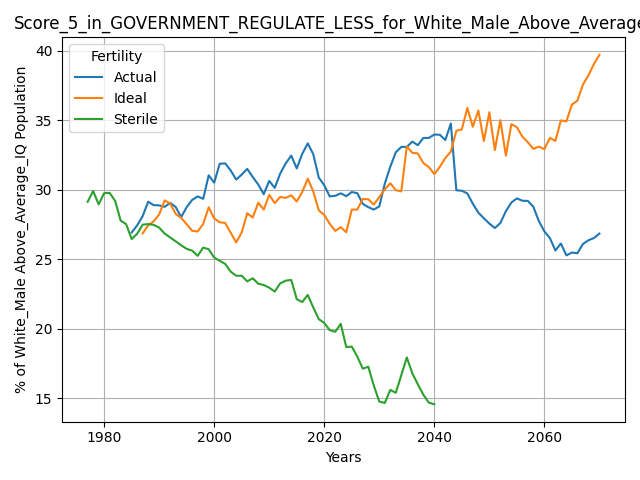 Score_5_in_GOVERNMENT_REGULATE_LESS_for_White_Male_Above_Average
Fertility
Actual
Ideal
Sterile
% of White_Male Above_Average_IQ Population
40
35
30
25
20
15
1980
2000
2020
2040
2060
Years